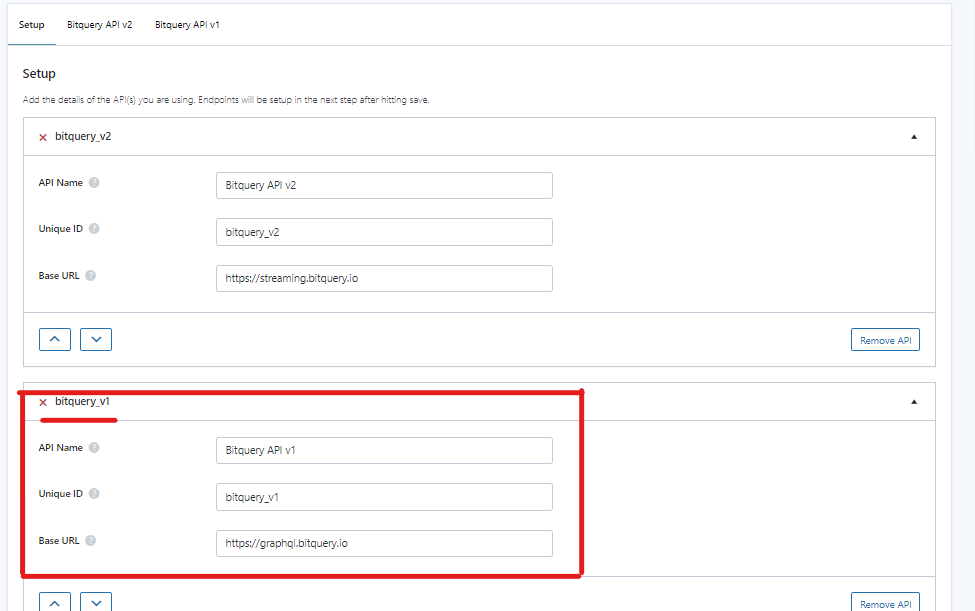 Setup Bitquery API v2 Bitquery API v1
Setup
Add the details of the API(s) you are using. Endpoints will be setup in the next step after hitting save.
× bitquery_v2 ▲
API Name ? Bitquery API v2
Unique ID ? bitquery_v2
Base URL ? https://streaming.bitquery.io
Remove API
× bitquery_v1 ▲
API Name ? Bitquery API v1
Unique ID ? bitquery_v1
Base URL ? https://graphql.bitquery.io
Remove API